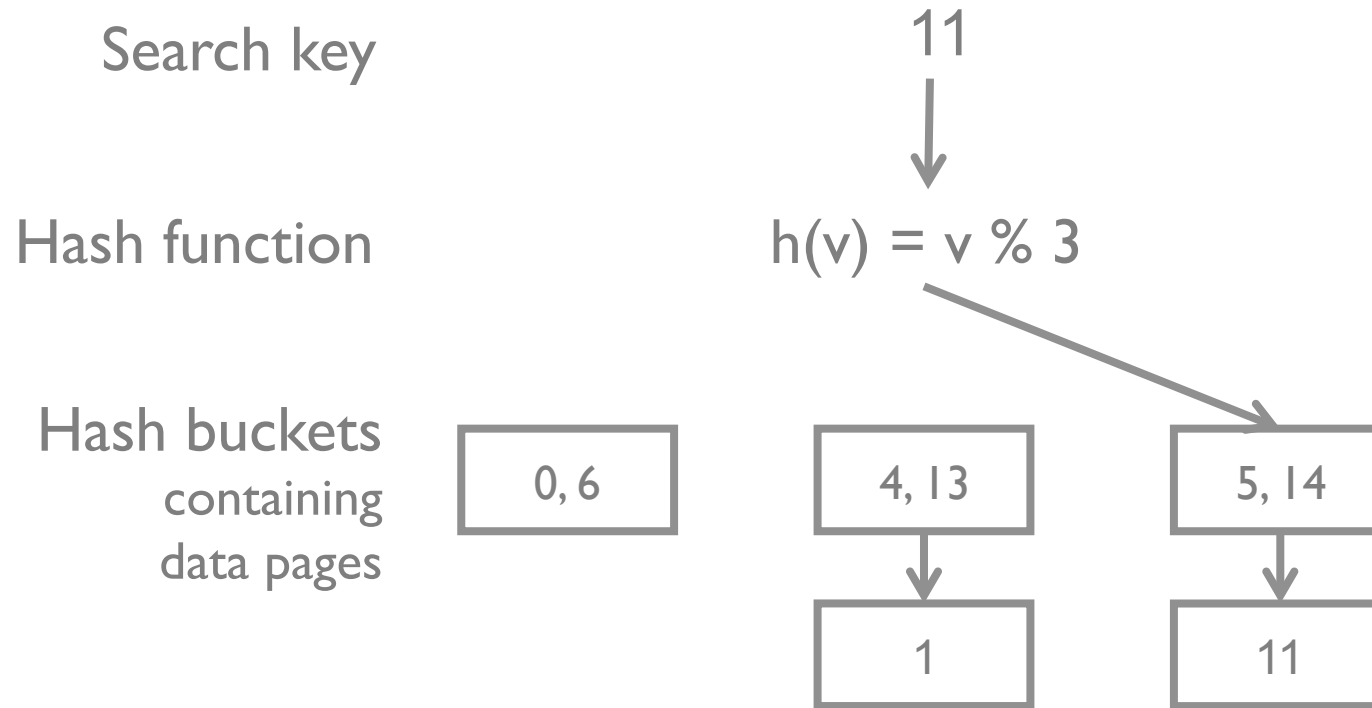 Search key
11
Hash function
h(v) = v % 3
Hash buckets
containing
data pages
0, 6
4, 13
5, 14
1
11